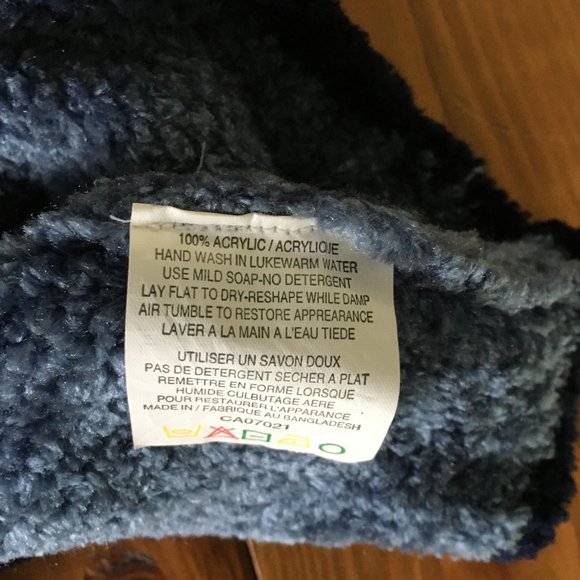 100% ACRYLIC / ACRYLIQUE
HAND WASH IN LUKEWARM WATER
USE MILD SOAP-NO DETERGENT
LAY FLAT TO DRY-RESHAPE WHILE DAMP
AIR TUMBLE TO RESTORE APPREARANCE
LAVER A LA MAIN A L'EAU TIEDE
UTILISER UN SAVON DOUX
PAS DE DETERGENT SECHER A PLAT
REMETTRE EN FORME LORSQUE
HUMIDE CULBUTAGE AERE
POUR RESTAURER L'APPARANCE
MADE IN / FABRIQUE AU BANGLADESH
CA07021